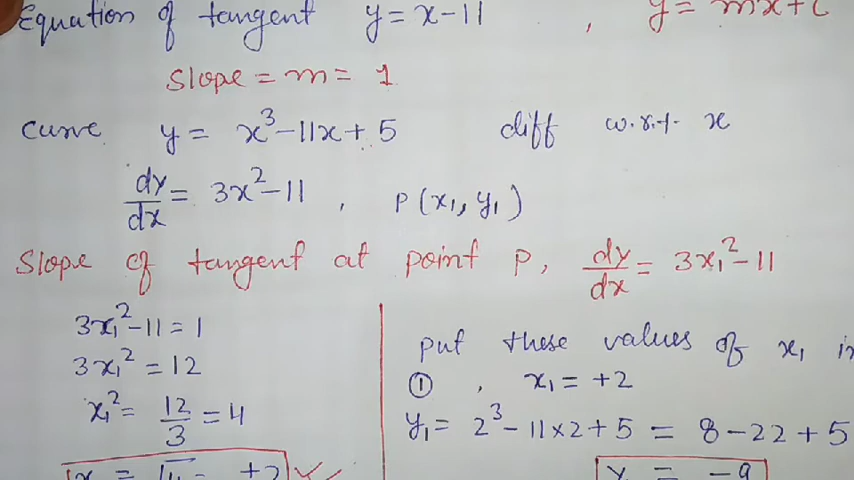 Equation of tangent y = x-11 , y = mx+c
Slope = m = 1
Curve y = x³-11x+5 diff w.r.t. x
dy/dx = 3x²-11 , P(x₁, y₁)
Slope of tangent at point P, dy/dx = 3x₁²-11
3x₁²-11 = 1
3x₁² = 12
x₁² = 12/3 = 4
put these values of x₁ in
① , x₁ = +2
y₁ = 2³-11×2+5 = 8-22+5